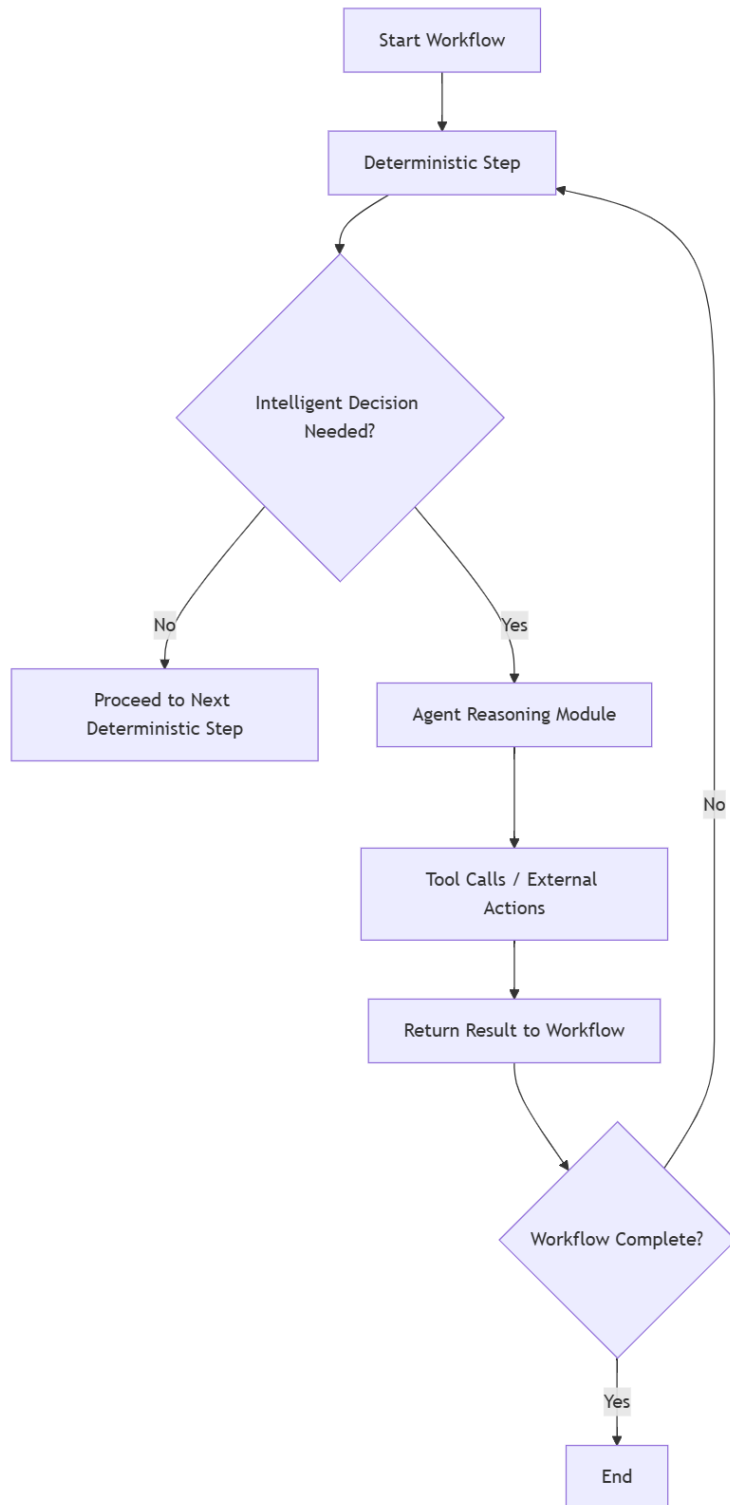 Start Workflow
Deterministic Step
Intelligent Decision
Needed?
No
Yes
Proceed to Next
Deterministic Step
Agent Reasoning Module
No
Tool Calls / External
Actions
Return Result to Workflow
Workflow Complete?
Yes
End